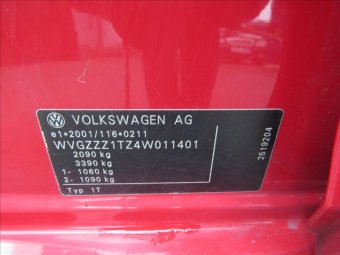 VOLKSWAGEN AG
e1*2001/116*0211
WVGZZZ1TZ4W011401
2090 kg
3390 kg
1- 1060 kg
2- 1090 kg
Typ 1T
2519204